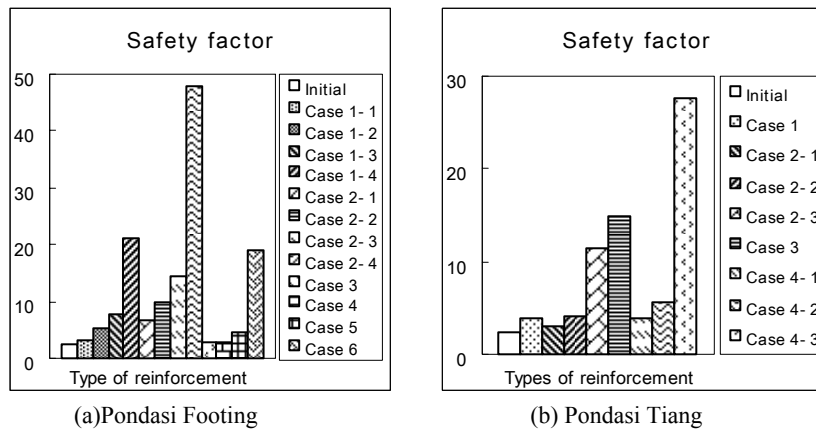 Safety factor
50
40
30
20
10
0
Type of reinforcement
Initial
Case 1- 1
Case 1- 2
Case 1- 3
Case 1- 4
Case 2- 1
Case 2- 2
Case 2- 3
Case 2- 4
Case 3
Case 4
Case 5
Case 6
(a)Pondasi Footing
Safety factor
30
20
10
0
Types of reinforcement
Initial
Case 1
Case 2- 1
Case 2- 2
Case 2- 3
Case 3
Case 4- 1
Case 4- 2
Case 4- 3
(b) Pondasi Tiang